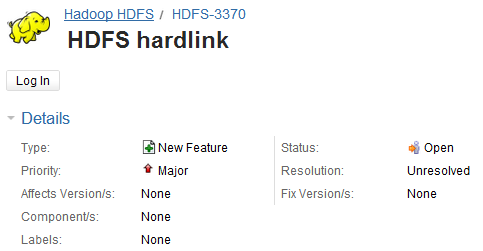 Hadoop HDFS / HDFS-3370
HDFS hardlink
Log In
Details
Type: New Feature Status: Open
Priority: Major Resolution: Unresolved
Affects Version/s: None Fix Version/s: None
Component/s: None
Labels: None